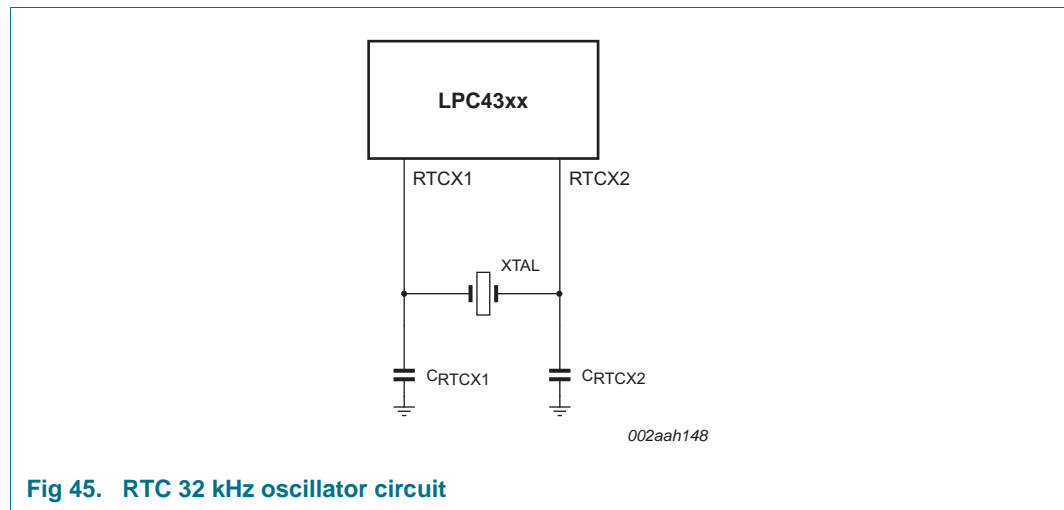 LPC43xx
RTCX1 RTCX2
XTAL
CRTCX1 CRTCX2
002aah148
Fig 45. RTC 32 kHz oscillator circuit